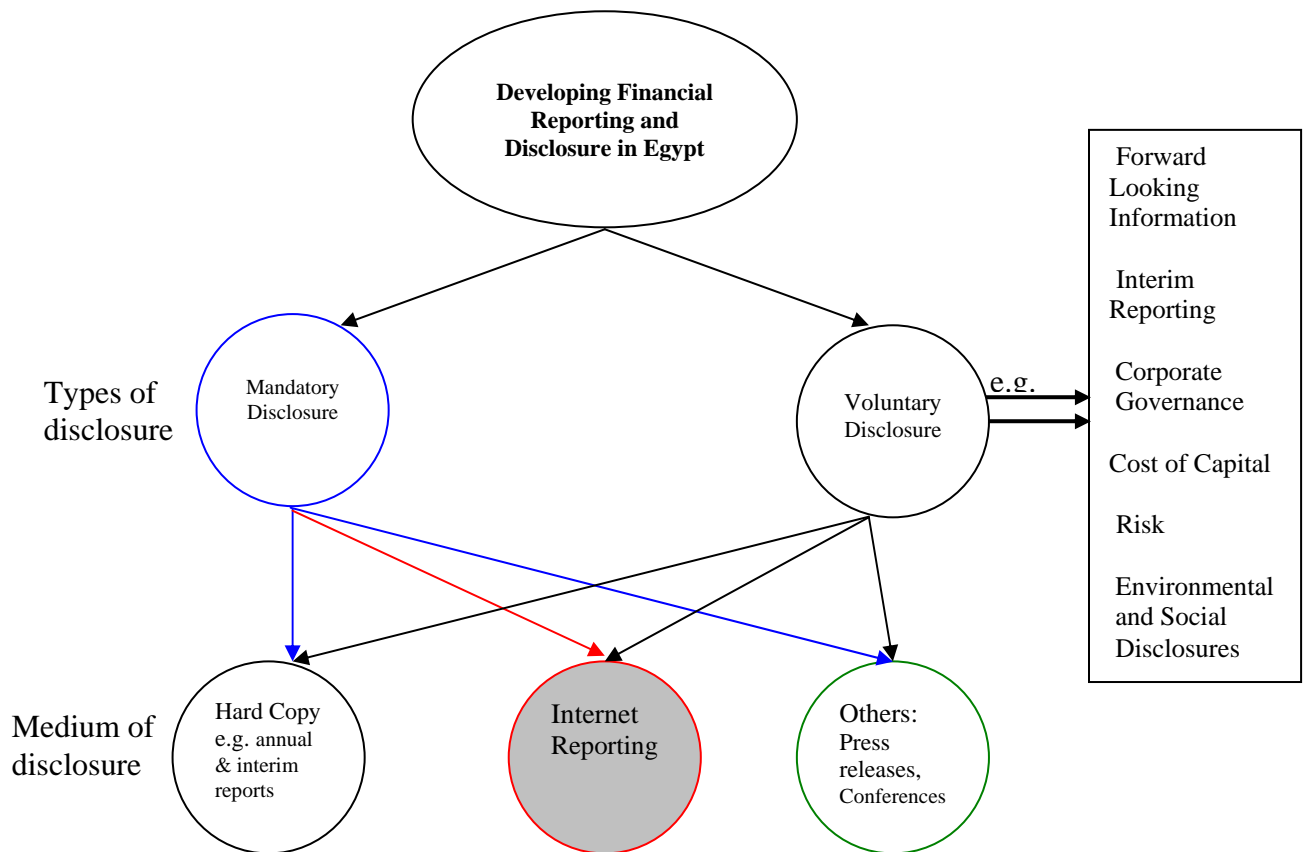 Developing Financial
Reporting and
Disclosure in Egypt
Types of
disclosure
Mandatory
Disclosure
Voluntary
Disclosure
e.g.
Forward
Looking
Information
Interim
Reporting
Corporate
Governance
Cost of Capital
Risk
Environmental
and Social
Disclosures
Medium of
disclosure
Hard Copy
e.g. annual
& interim
reports
Internet
Reporting
Others:
Press
releases,
Conferences